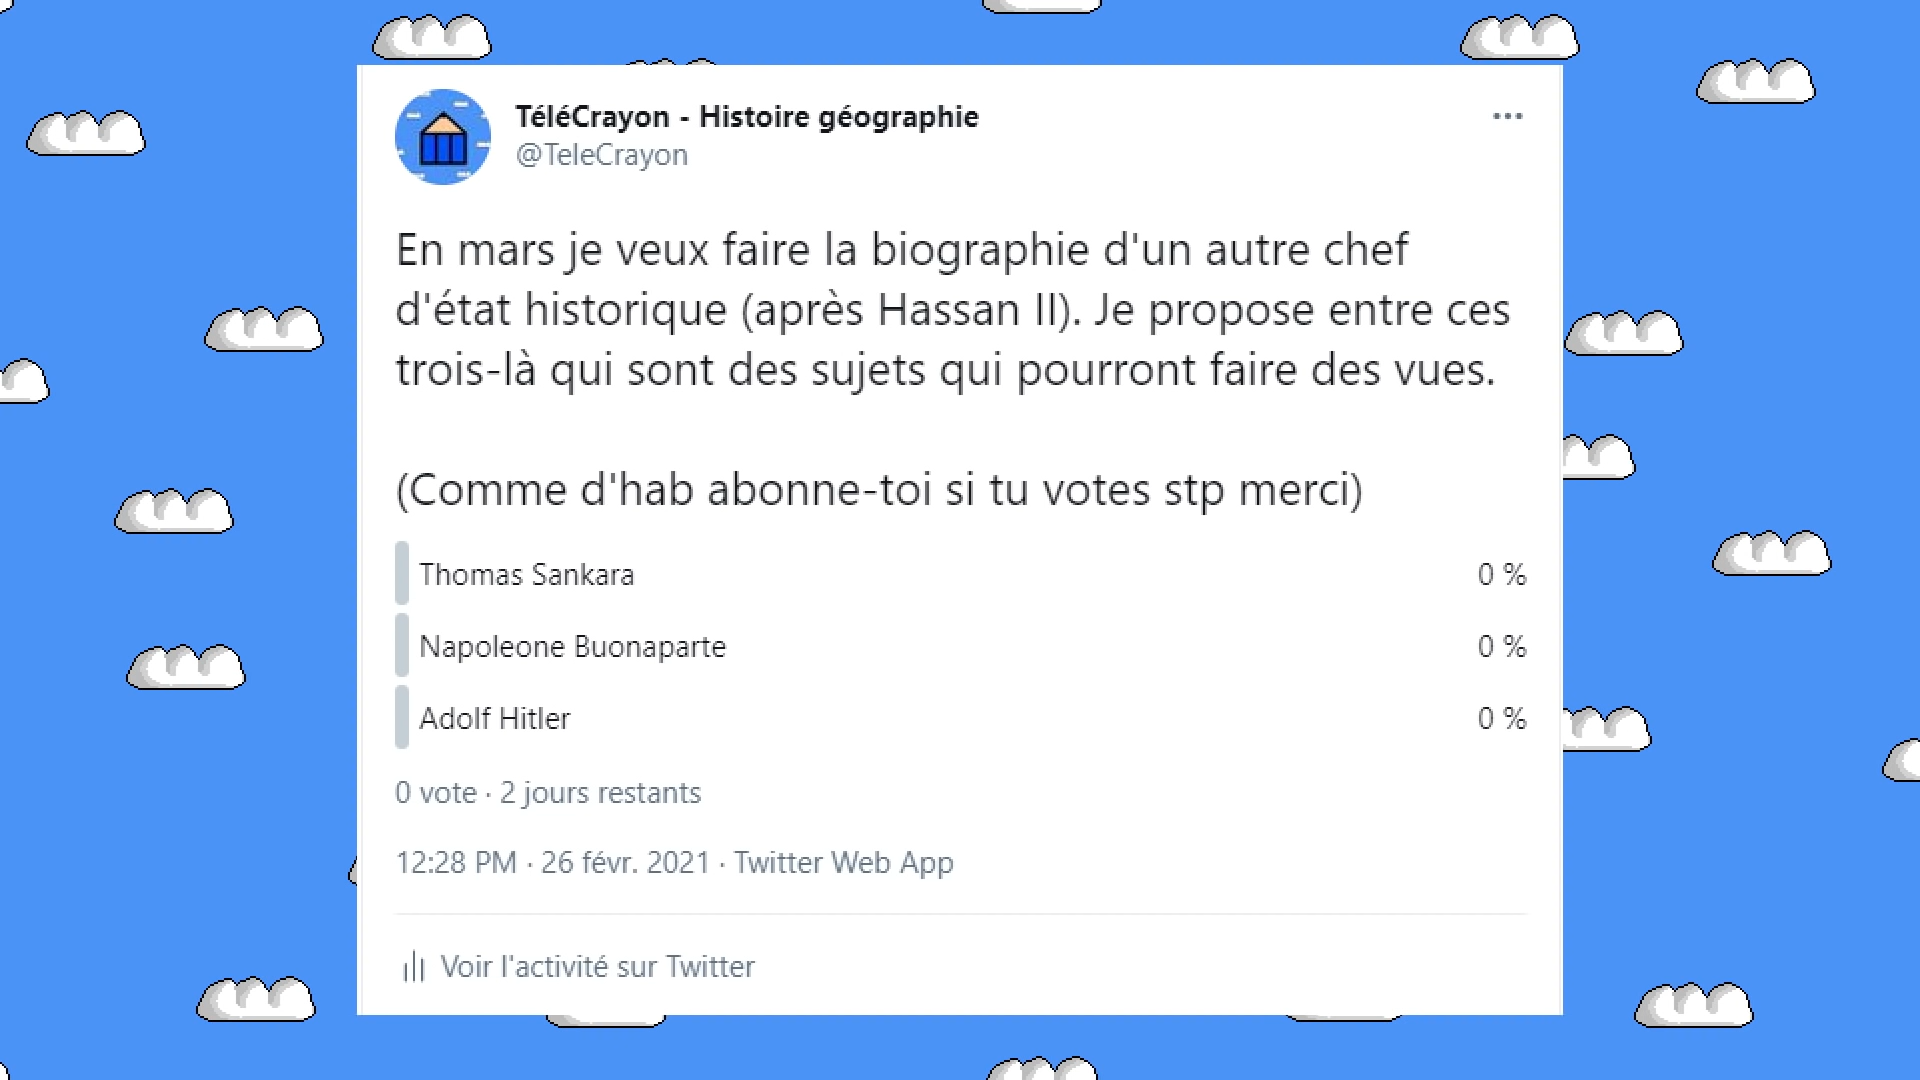 TéléCrayon - Histoire géographie
@TeleCrayon
En mars je veux faire la biographie d'un autre chef
d'état historique (après Hassan II). Je propose entre ces
trois-là qui sont des sujets qui pourront faire des vues.
(Comme d'hab abonne-toi si tu votes stp merci)
Thomas Sankara 0 %
Napoleone Buonaparte 0 %
Adolf Hitler 0 %
0 vote · 2 jours restants
12:28 PM · 26 févr. 2021 · Twitter Web App
Voir l'activité sur Twitter